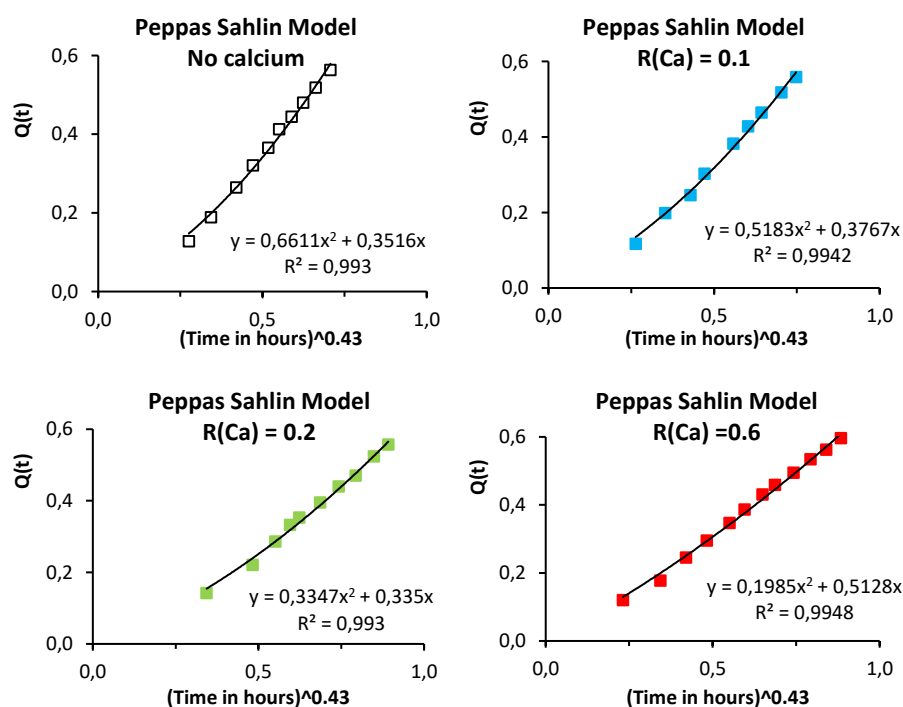 Peppas Sahlin Model
No calcium
0,6
0,4
0,2
0,0
Q(t)
y = 0,6611x² + 0,3516x
R² = 0,993
0,0
0,5
1,0
(Time in hours)^0.43
Peppas Sahlin Model
R(Ca) = 0.1
0,6
0,4
0,2
0,0
Q(t)
y = 0,5183x² + 0,3767x
R² = 0,9942
0,0
0,5
1,0
(Time in hours)^0.43
Peppas Sahlin Model
R(Ca) = 0.2
0,6
0,4
0,2
0,0
Q(t)
y = 0,3347x² + 0,335x
R² = 0,993
0,0
0,5
1,0
(Time in hours)^0.43
Peppas Sahlin Model
R(Ca) =0.6
0,6
0,4
0,2
0,0
Q(t)
y = 0,1985x² + 0,5128x
R² = 0,9948
0,0
0,5
1,0
(Time in hours)^0.43